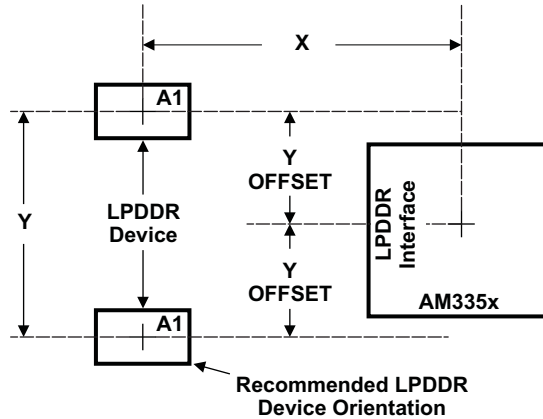 X
A1
Y
OFFSET
Y
LPDDR
Device
LPDDR
Interface
Y
OFFSET
AM335x
A1
Recommended LPDDR
Device Orientation